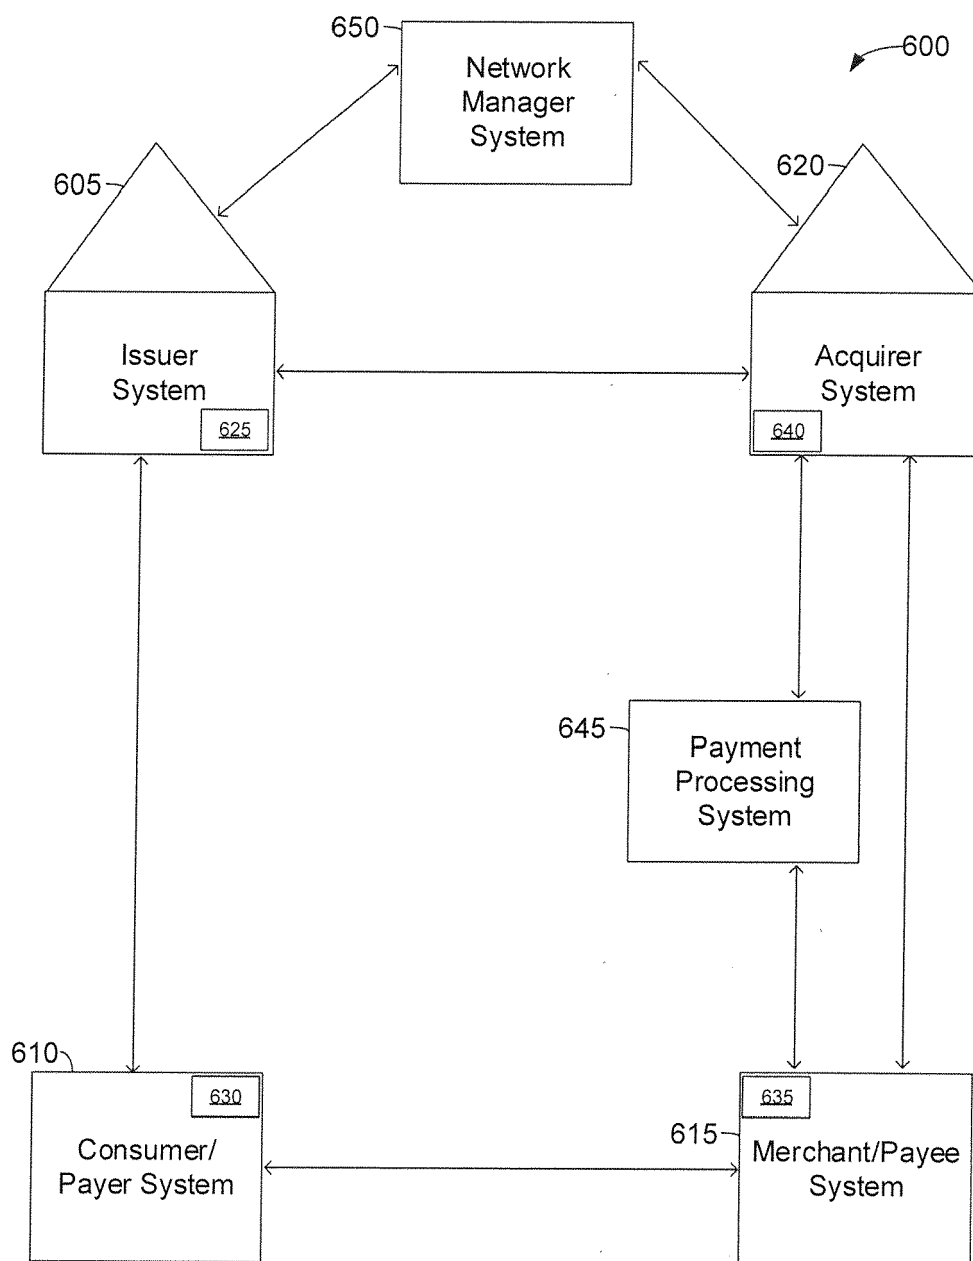 650
600
Network
Manager
System
605
620
Issuer
System
Acquirer
System
625
640
645
Payment
Processing
System
610
630
635
615
Consumer/
Payer System
Merchant/Payee
System